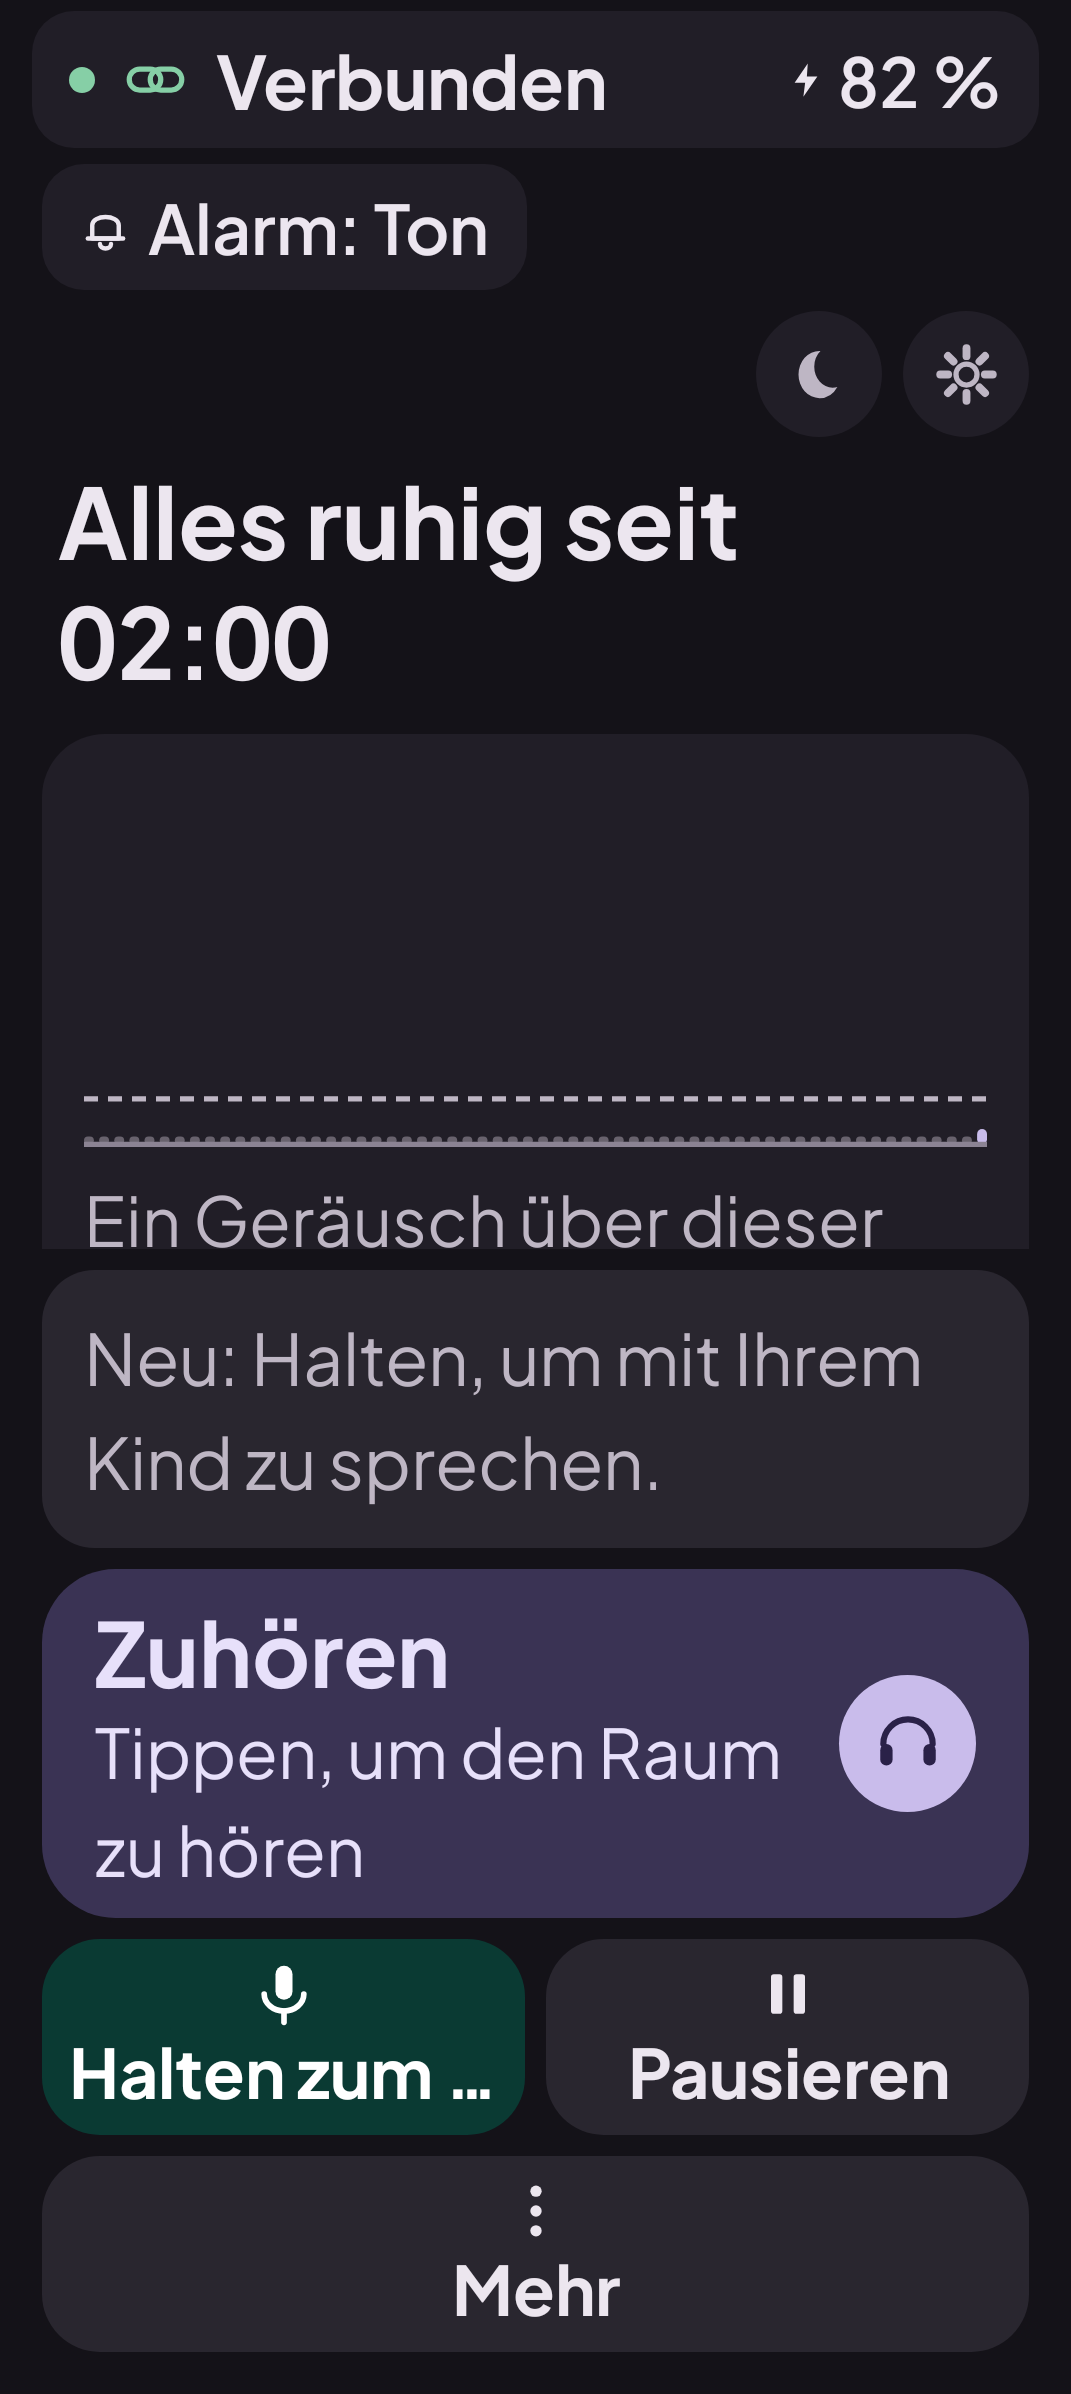 Verbunden
82 %
Alarm: Ton
Alles ruhig seit
02:00
Ein Geräusch über dieser
Neu: Halten, um mit Ihrem
Kind zu sprechen.
Zuhören
Tippen, um den Raum
zu hören
Halten zum …
Pausieren
Mehr